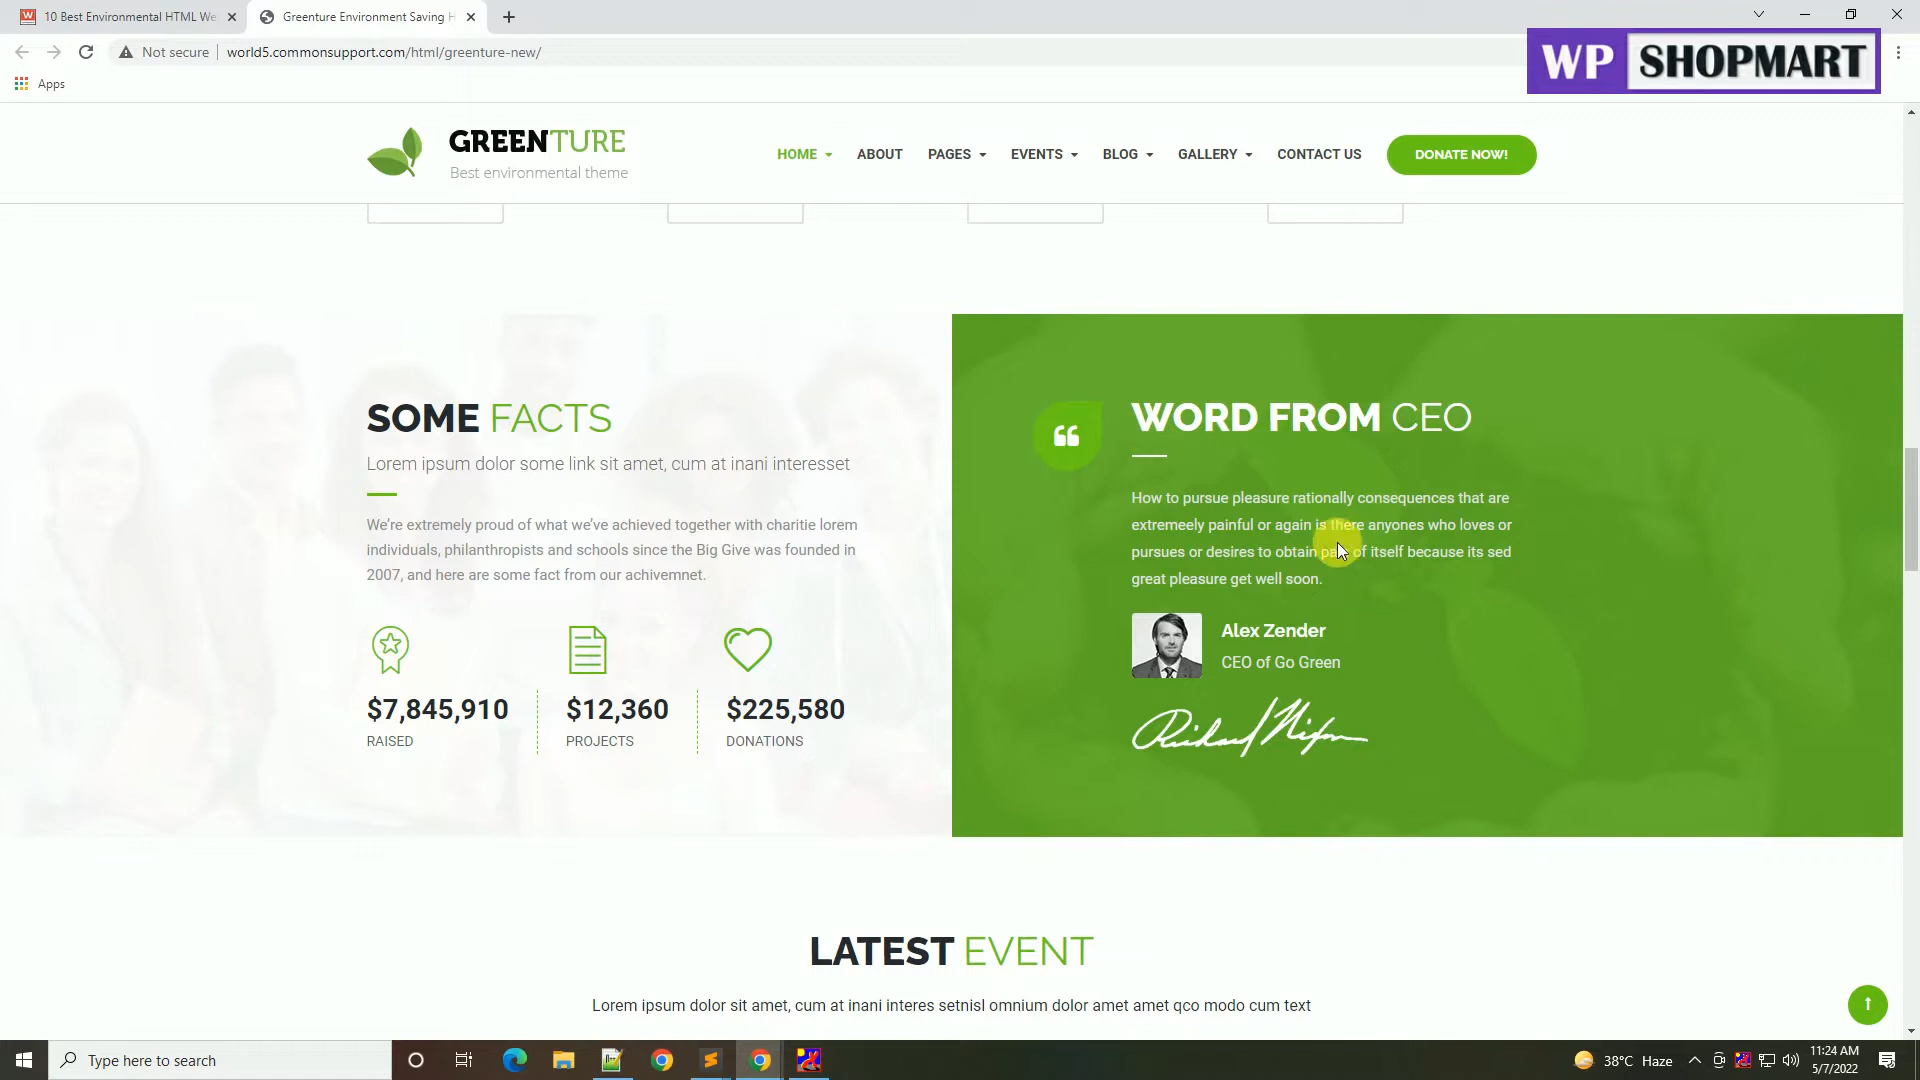 10 Best Environmental HTML We
Greenture Environment Saving H
Not secure
world5.commonsupport.com/html/greenture-new/
WP SHOPMART
Apps
GREENTURE
Best environmental theme
HOME
ABOUT
PAGES
EVENTS
BLOG
GALLERY
CONTACT US
DONATE NOW!
SOME FACTS
Lorem ipsum dolor some link sit amet, cum at inani interesset
We’re extremely proud of what we’ve achieved together with charitie lorem
individuals, philanthropists and schools since the Big Give was founded in
2007, and here are some fact from our achivemnet.
$7,845,910
RAISED
$12,360
PROJECTS
$225,580
DONATIONS
WORD FROM CEO
How to pursue pleasure rationally consequences that are
extremeely painful or again is there anyones who loves or
pursues or desires to obtain pain of itself because its sed
great pleasure get well soon.
Alex Zender
CEO of Go Green
Richard Nixon
LATEST EVENT
Lorem ipsum dolor sit amet, cum at inani interes setnisl omnium dolor amet amet qco modo cum text
Type here to search
38°C Haze
11:24 AM
5/7/2022